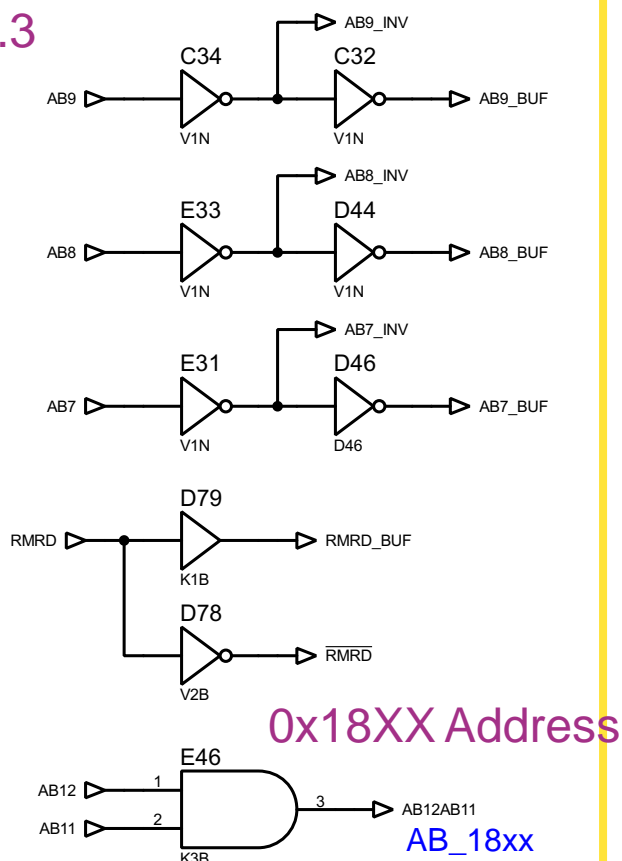 .3
AB9_INV
C34
C32
AB9
AB9_BUF
V1N
V1N
AB8_INV
E33
D44
AB8
AB8_BUF
V1N
V1N
AB7_INV
E31
D46
AB7
AB7_BUF
V1N
D46
D79
RMRD
RMRD_BUF
K1B
D78
RMRD
V2B
0x18XX Address
E46
AB12
1
3
AB12AB11
AB11
2
AB_18xx
K3B